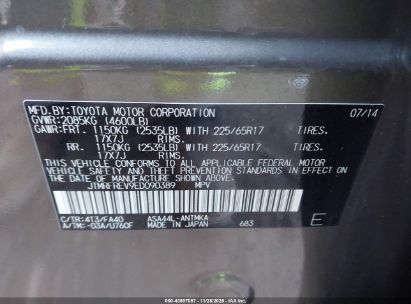 MFD.BY:TOYOTA MOTOR CORPORATION 07/14
GVWR:2085KG (4600LB)
GAWR:FRT. 1150KG (2535LB) WITH 225/65R17 TIRES.
17X7J RIMS.
RR. 1150KG (2535LB) WITH 225/65R17 TIRES.
17X7J RIMS.
THIS VEHICLE CONFORMS TO ALL APPLICABLE FEDERAL MOTOR
VEHICLE SAFETY AND BUMPER STANDARDS IN EFFECT ON
THE DATE OF MANUFACTURE SHOWN ABOVE.
JTMRFREV9ED090389 MPV
C/TR:4T3/FA40 ASA44L-ANTMKA
A/TM:-03A/U760F MADE IN JAPAN 683 E